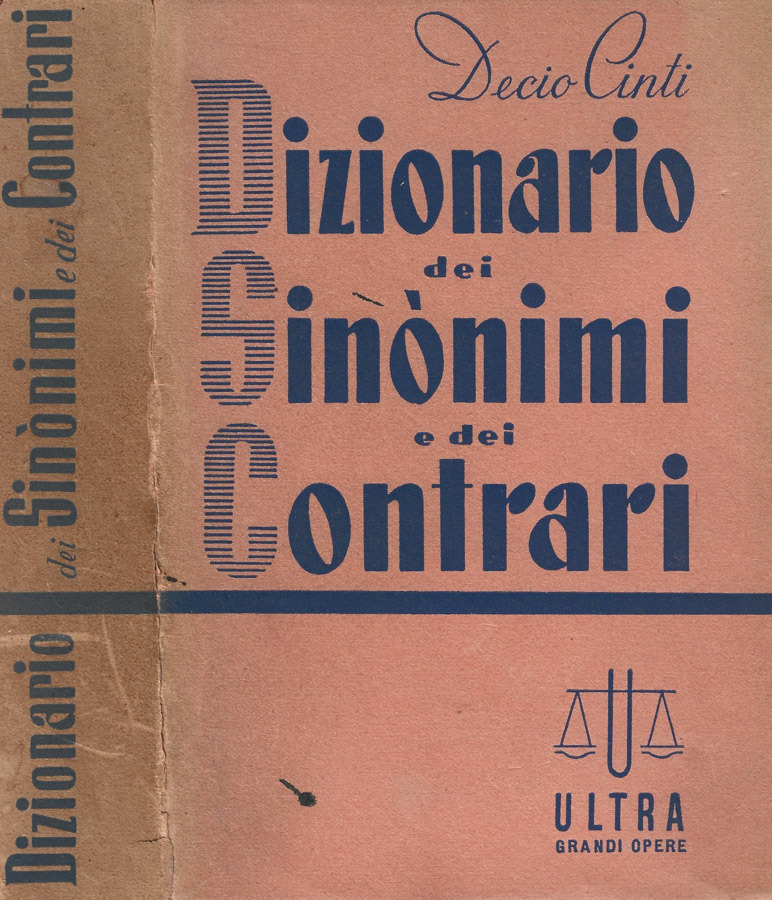 Decio Cinti
Dizionario
dei
Sinònimi
e dei
Contrari
U
ULTRA
GRANDI OPERE
Dizionario dei Sinònimi e dei Contrari